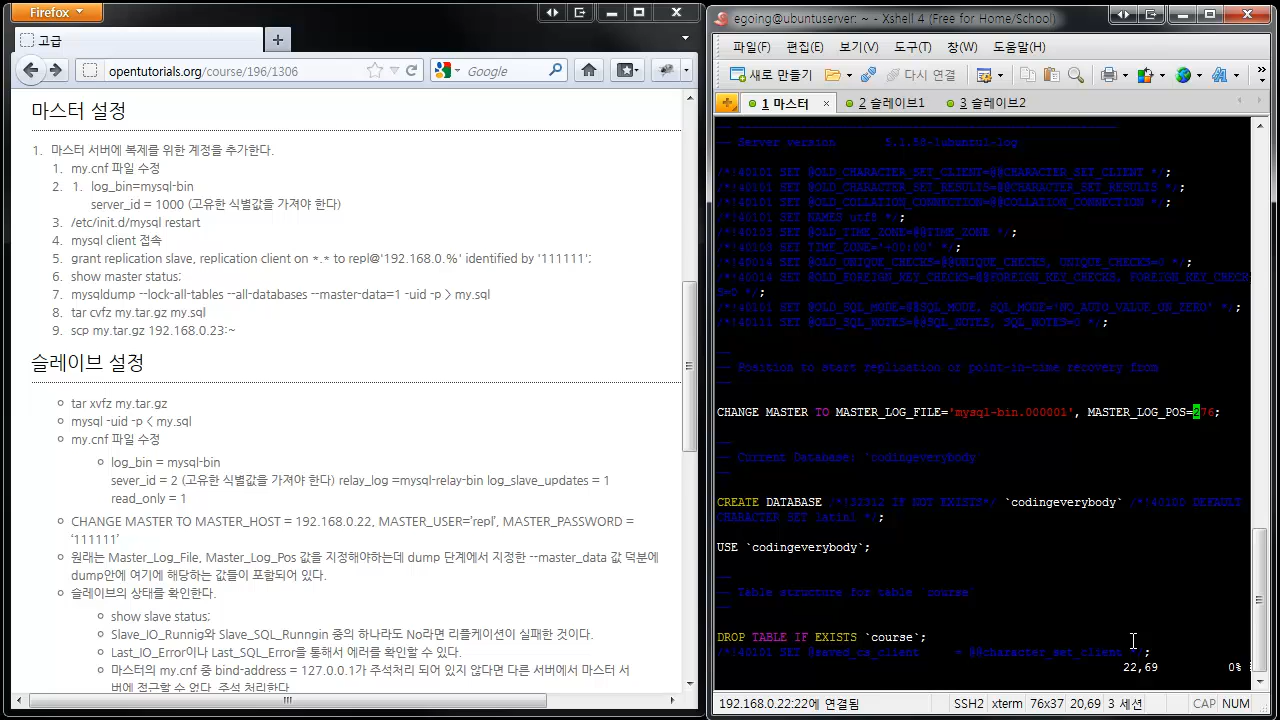 Firefox
고급
opentutorials.org/course/196/1306
Google
마스터 설정
1. 마스터 서버에 복제를 위한 계정을 추가한다.
1. my.cnf 파일 수정
2. 1. log_bin=mysql-bin
server_id = 1000 (고유한 식별값을 가져야 한다)
3. /etc/init.d/mysql restart
4. mysql client 접속
5. grant replication slave, replication client on *.* to repl@'192.168.0.%' identified by '111111';
6. show master status;
7. mysqldump --lock-all-tables --all-databases --master-data=1 -uid -p > my.sql
8. tar cvfz my.tar.gz my.sql
9. scp my.tar.gz 192.168.0.23:~
슬레이브 설정
tar xvfz my.tar.gz
mysql -uid -p < my.sql
my.cnf 파일 수정
log_bin = mysql-bin
sever_id = 2 (고유한 식별값을 가져야 한다) relay_log =mysql-relay-bin log_slave_updates = 1
read_only = 1
CHANGE MASTER TO MASTER_HOST = 192.168.0.22, MASTER_USER='repl', MASTER_PASSWORD =
'111111'
원래는 Master_Log_File, Master_Log_Pos 값을 지정해야하는데 dump 단계에서 지정한 --master_data 값 덕분에
dump안에 여기에 해당하는 값들이 포함되어 있다.
슬레이브의 상태를 확인한다.
show slave status;
Slave_IO_Runnig와 Slave_SQL_Runngin 중의 하나라도 No라면 리플케이션이 실패한 것이다.
Last_IO_Error이나 Last_SQL_Error을 통해서 에러를 확인할 수 있다.
마스터의 my.cnf 중 bind-address = 127.0.0.1가 주석처리 되어 있지 않다면 다른 서버에서 마스터 서
버에 접근할 수 없다. 주석 처리한다
egoing@ubuntuserver: ~ - Xshell 4 (Free for Home/School)
파일(F) 편집(E) 보기(V) 도구(T) 창(W) 도움말(H)
새로 만들기 다시 연결
1 마스터 2 슬레이브1 3 슬레이브2
-- ------------------------------------------------------
-- Server version 5.1.58-1ubuntu1-log
/*!40101 SET @OLD_CHARACTER_SET_CLIENT=@@CHARACTER_SET_CLIENT */;
/*!40101 SET @OLD_CHARACTER_SET_RESULTS=@@CHARACTER_SET_RESULTS */;
/*!40101 SET @OLD_COLLATION_CONNECTION=@@COLLATION_CONNECTION */;
/*!40101 SET NAMES utf8 */;
/*!40103 SET @OLD_TIME_ZONE=@@TIME_ZONE */;
/*!40103 SET TIME_ZONE='+00:00' */;
/*!40014 SET @OLD_UNIQUE_CHECKS=@@UNIQUE_CHECKS, UNIQUE_CHECKS=0 */;
/*!40014 SET @OLD_FOREIGN_KEY_CHECKS=@@FOREIGN_KEY_CHECKS, FOREIGN_KEY_CHECK
S=0 */;
/*!40101 SET @OLD_SQL_MODE=@@SQL_MODE, SQL_MODE='NO_AUTO_VALUE_ON_ZERO' */;
/*!40111 SET @OLD_SQL_NOTES=@@SQL_NOTES, SQL_NOTES=0 */;
--
-- Position to start replication or point-in-time recovery from
--
CHANGE MASTER TO MASTER_LOG_FILE='mysql-bin.000001', MASTER_LOG_POS=276;
--
-- Current Database: `codingeverybody`
--
CREATE DATABASE /*!32312 IF NOT EXISTS*/ `codingeverybody` /*!40100 DEFAULT
CHARACTER SET latin1 */;
USE `codingeverybody`;
--
-- Table structure for table `course`
--
DROP TABLE IF EXISTS `course`;
/*!40101 SET @saved_cs_client = @@character_set_client */;
22,69 0%
192.168.0.22:22에 연결됨 SSH2 xterm 76x37 20,69 3 세션 CAP NUM